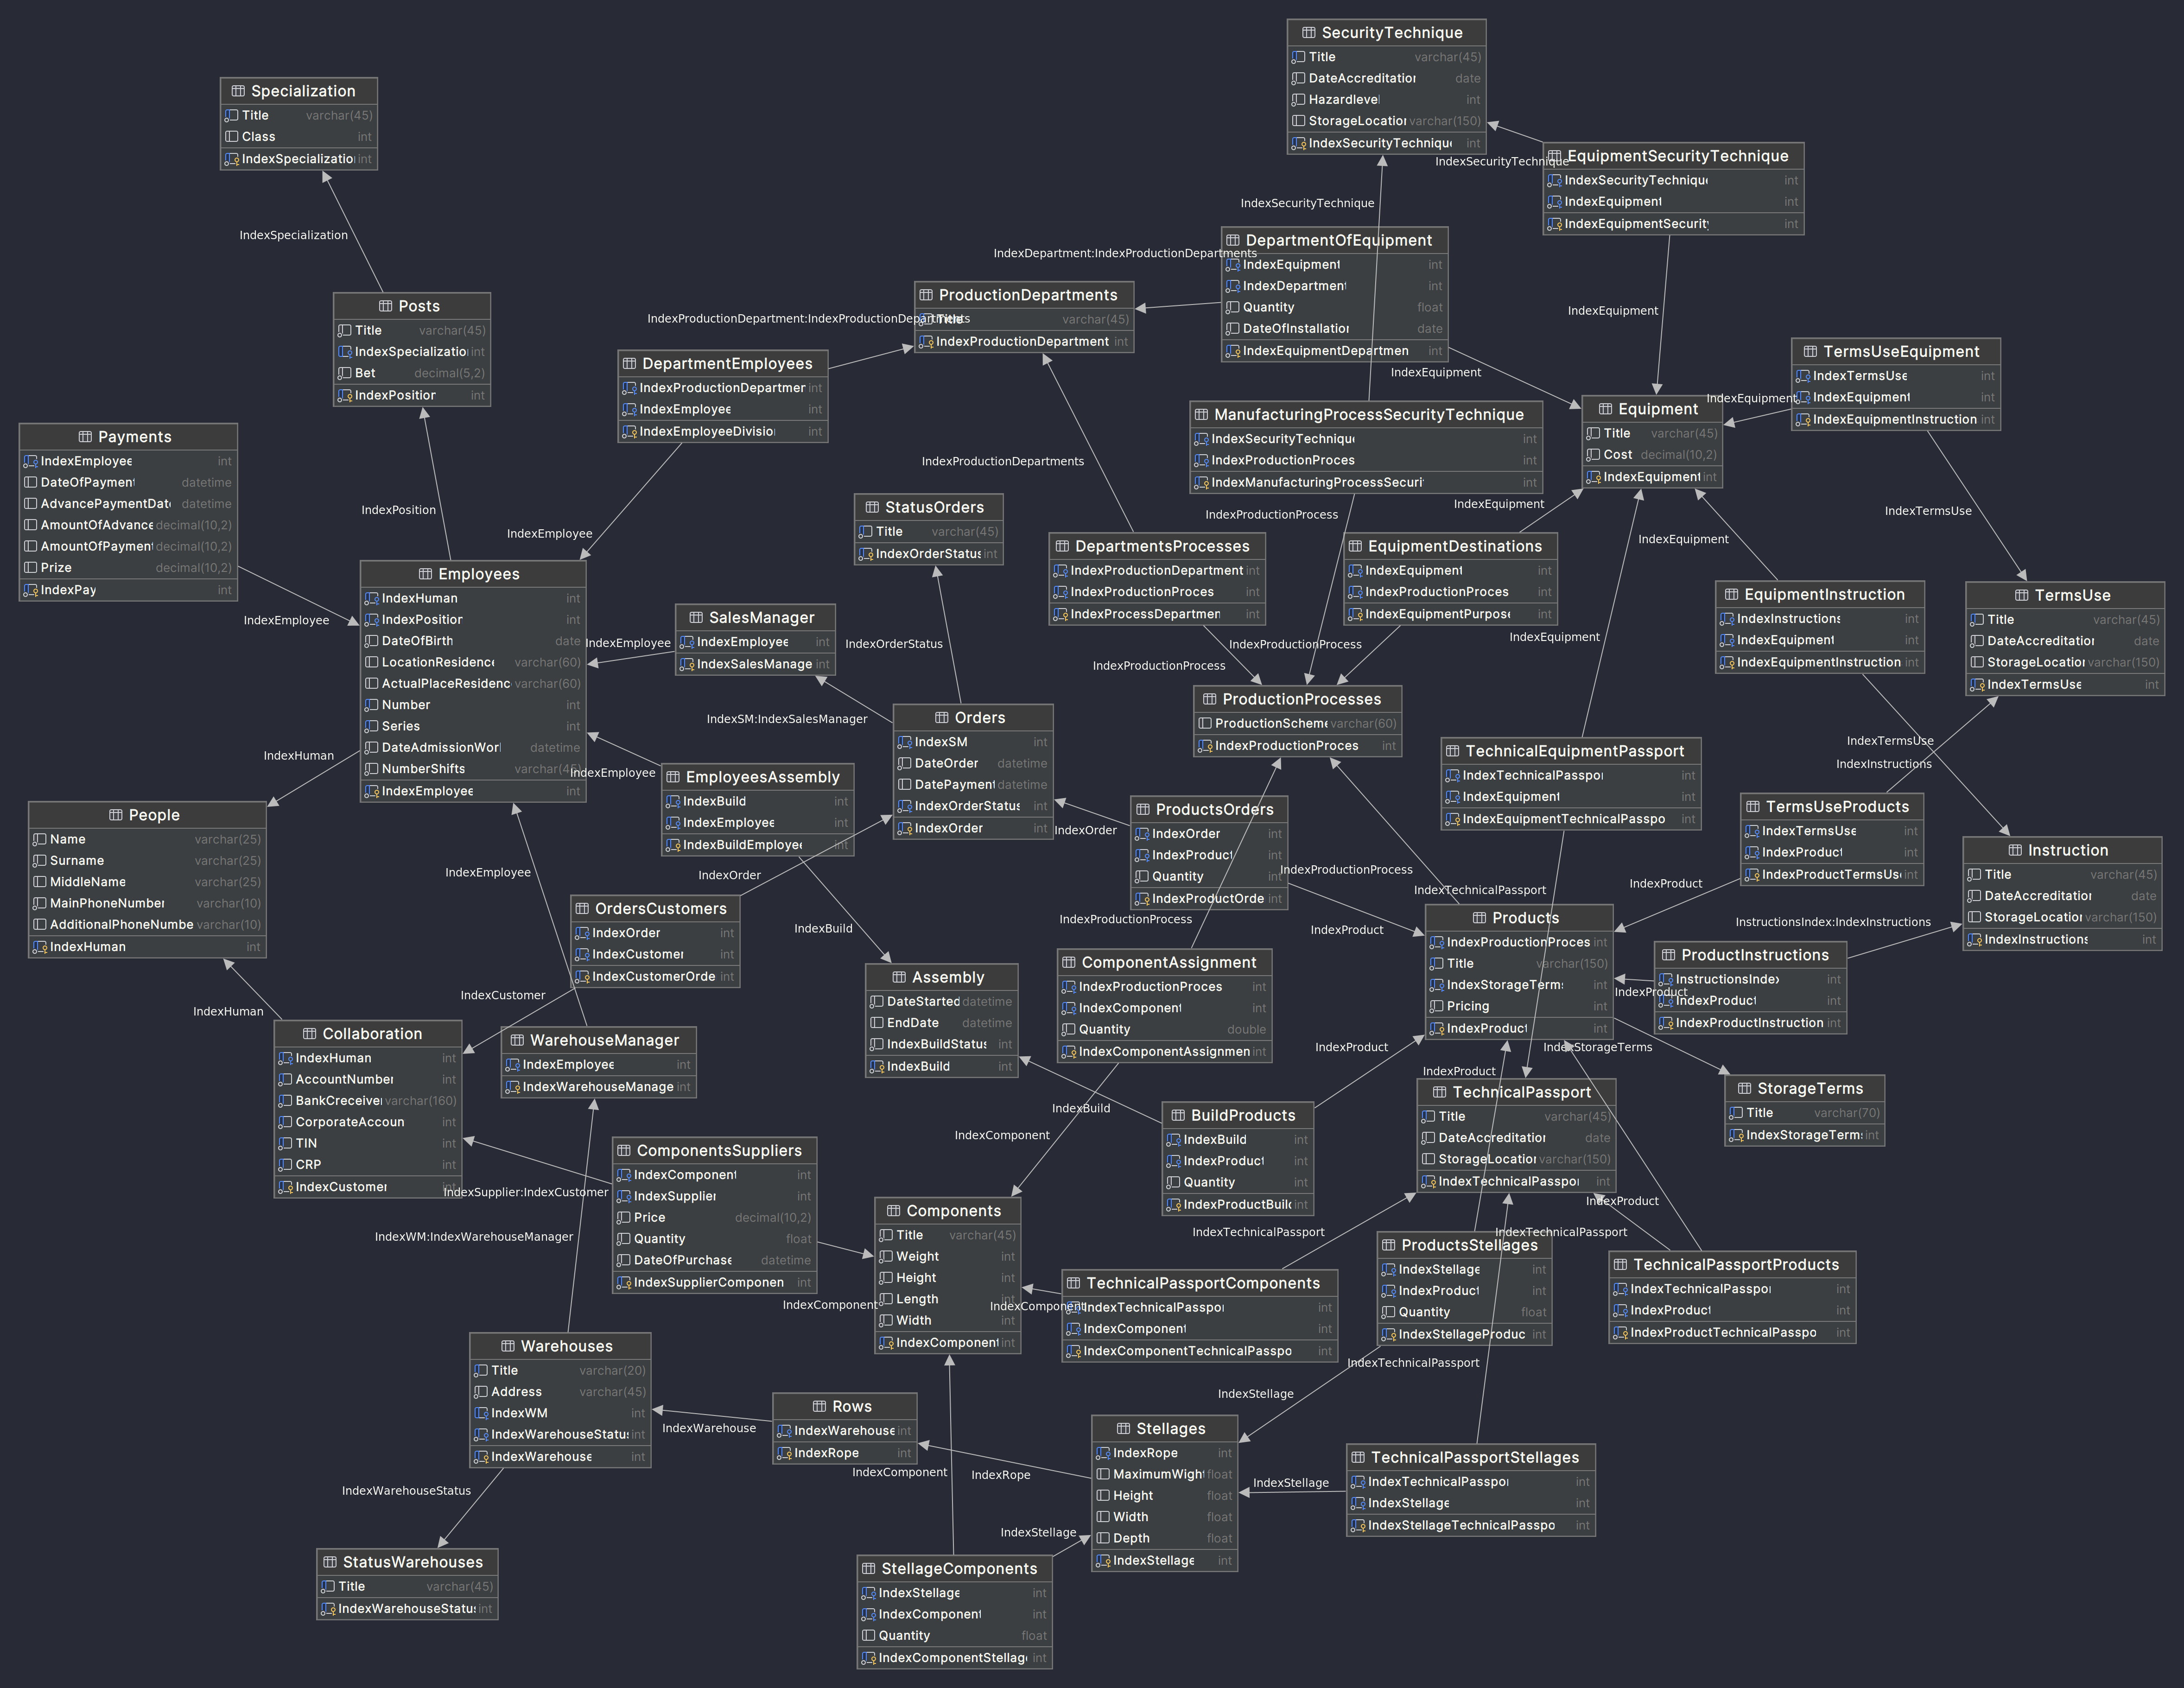 SecurityTechnique
Title varchar(45)
DateAccreditation date
Hazardlevel int
StorageLocation varchar(150)
IndexSecurityTechnique int
Specialization
Title varchar(45)
Class int
IndexSpecializatio int
EquipmentSecurityTechnique
IndexSecurityTechnique int
IndexEquipment int
IndexEquipmentSecurity int
IndexSecurityTechnique
IndexSecurityTechnique
IndexSpecialization
DepartmentOfEquipment
IndexEquipment int
IndexDepartment int
Quantity float
DateOfInstallation date
IndexEquipmentDepartmen int
IndexDepartment:IndexProductionDepartments
ProductionDepartments
Title varchar(45)
IndexProductionDepartment int
IndexProductionDepartment:IndexProductionDepartments
IndexEquipment
Posts
Title varchar(45)
IndexSpecializatio int
Bet decimal(5,2)
IndexPosition int
DepartmentEmployees
IndexProductionDepartmen int
IndexEmployee int
IndexEmployeeDivisio int
IndexEquipment
TermsUseEquipment
IndexTermsUse int
IndexEquipment int
IndexEquipmentInstruction int
IndexEquipment
Equipment
Title varchar(45)
Cost decimal(10,2)
IndexEquipment int
ManufacturingProcessSecurityTechnique
IndexSecurityTechnique int
IndexProductionProces int
IndexManufacturingProcessSecuri int
Payments
IndexEmployee int
DateOfPayment datetime
AdvancePaymentDate datetime
AmountOfAdvance decimal(10,2)
AmountOfPayment decimal(10,2)
Prize decimal(10,2)
IndexPay int
IndexProductionDepartments
IndexPosition
IndexEmployee
StatusOrders
Title varchar(45)
IndexOrderStatus int
IndexProductionProcess
IndexEquipment
IndexTermsUse
IndexEquipment
DepartmentsProcesses
IndexProductionDepartment int
IndexProductionProces int
IndexProcessDepartmen int
EquipmentDestinations
IndexEquipment int
IndexProductionProces int
IndexEquipmentPurpose int
Employees
IndexHuman int
IndexPosition int
DateOfBirth date
LocationResidence varchar(60)
ActualPlaceResidenc varchar(60)
Number int
Series int
DateAdmissionWor datetime
NumberShifts varchar(45)
IndexEmployee int
IndexEmployee
SalesManager
IndexEmployee int
IndexSalesManage int
IndexEmployee
IndexOrderStatus
IndexSM:IndexSalesManager
EquipmentInstruction
IndexInstructions int
IndexEquipment int
IndexEquipmentInstruction int
TermsUse
Title varchar(45)
DateAccreditation date
StorageLocation varchar(150)
IndexTermsUse int
IndexProductionProcess
IndexProductionProcess
IndexEquipment
ProductionProcesses
ProductionScheme varchar(60)
IndexProductionProces int
Orders
IndexSM int
DateOrder datetime
DatePayment datetime
IndexOrderStatus int
IndexOrder int
TechnicalEquipmentPassport
IndexTechnicalPasspor int
IndexEquipment int
IndexEquipmentTechnicalPasspo int
IndexTermsUse
IndexInstructions
IndexHuman
IndexEmployee
EmployeesAssembly
IndexBuild int
IndexEmployee int
IndexBuildEmployee int
People
Name varchar(25)
Surname varchar(25)
MiddleName varchar(25)
MainPhoneNumber varchar(10)
AdditionalPhoneNumbe varchar(10)
IndexHuman int
ProductsOrders
IndexOrder int
IndexProduct int
Quantity int
IndexProductOrde int
IndexOrder
TermsUseProducts
IndexTermsUse int
IndexProduct int
IndexProductTermsUse int
Instruction
Title varchar(45)
DateAccreditation date
StorageLocation varchar(150)
IndexInstructions int
IndexEmployee
IndexOrder
IndexProductionProcess
IndexTechnicalPassport
IndexProduct
OrdersCustomers
IndexOrder int
IndexCustomer int
IndexCustomerOrde int
IndexProductionProcess
IndexBuild
IndexProduct
Products
IndexProductionProces int
Title varchar(150)
IndexStorageTerms int
Pricing int
IndexProduct int
InstructionsIndex:IndexInstructions
ProductInstructions
InstructionsIndex int
IndexProduct int
IndexProductInstruction int
IndexProduct
ComponentAssignment
IndexProductionProces int
IndexComponent int
Quantity double
IndexComponentAssignmen int
Assembly
DateStarted datetime
EndDate datetime
IndexBuildStatus int
IndexBuild int
IndexCustomer
IndexHuman
Collaboration
IndexHuman int
AccountNumber int
BankCreceiver varchar(160)
CorporateAccoun int
TIN int
CRP int
IndexCustomer int
WarehouseManager
IndexEmployee int
IndexWarehouseManage int
IndexProduct
IndexStorageTerms
IndexProduct
StorageTerms
Title varchar(70)
IndexStorageTerms int
TechnicalPassport
Title varchar(45)
DateAccreditation date
StorageLocation varchar(150)
IndexTechnicalPasspor int
IndexBuild
BuildProducts
IndexBuild int
IndexProduct int
Quantity int
IndexProductBuild int
IndexComponent
ComponentsSuppliers
IndexComponent int
IndexSupplier int
Price decimal(10,2)
Quantity float
DateOfPurchase datetime
IndexSupplierComponen int
IndexSupplier:IndexCustomer
IndexWM:IndexWarehouseManager
Components
Title varchar(45)
Weight int
Height int
Length int
Width int
IndexComponent int
IndexProduct
IndexTechnicalPassport
IndexTechnicalPassport
ProductsStellages
IndexStellage int
IndexProduct int
Quantity float
IndexStellageProduc int
TechnicalPassportProducts
IndexTechnicalPasspor int
IndexProduct int
IndexProductTechnicalPasspo int
TechnicalPassportComponents
IndexTechnicalPasspor int
IndexComponent int
IndexComponentTechnicalPasspo int
IndexComponent
IndexComponent
Warehouses
Title varchar(20)
Address varchar(45)
IndexWM int
IndexWarehouseStatus int
IndexWarehouse int
IndexTechnicalPassport
IndexStellage
Rows
IndexWarehouse int
IndexRope int
IndexWarehouse
Stellages
IndexRope int
MaximumWight float
Height float
Width float
Depth float
IndexStellage int
IndexComponent
IndexRope
IndexStellage
TechnicalPassportStellages
IndexTechnicalPasspor int
IndexStellage int
IndexStellageTechnicalPasspo int
IndexWarehouseStatus
IndexStellage
StatusWarehouses
Title varchar(45)
IndexWarehouseStatus int
StellageComponents
IndexStellage int
IndexComponent int
Quantity float
IndexComponentStellag int